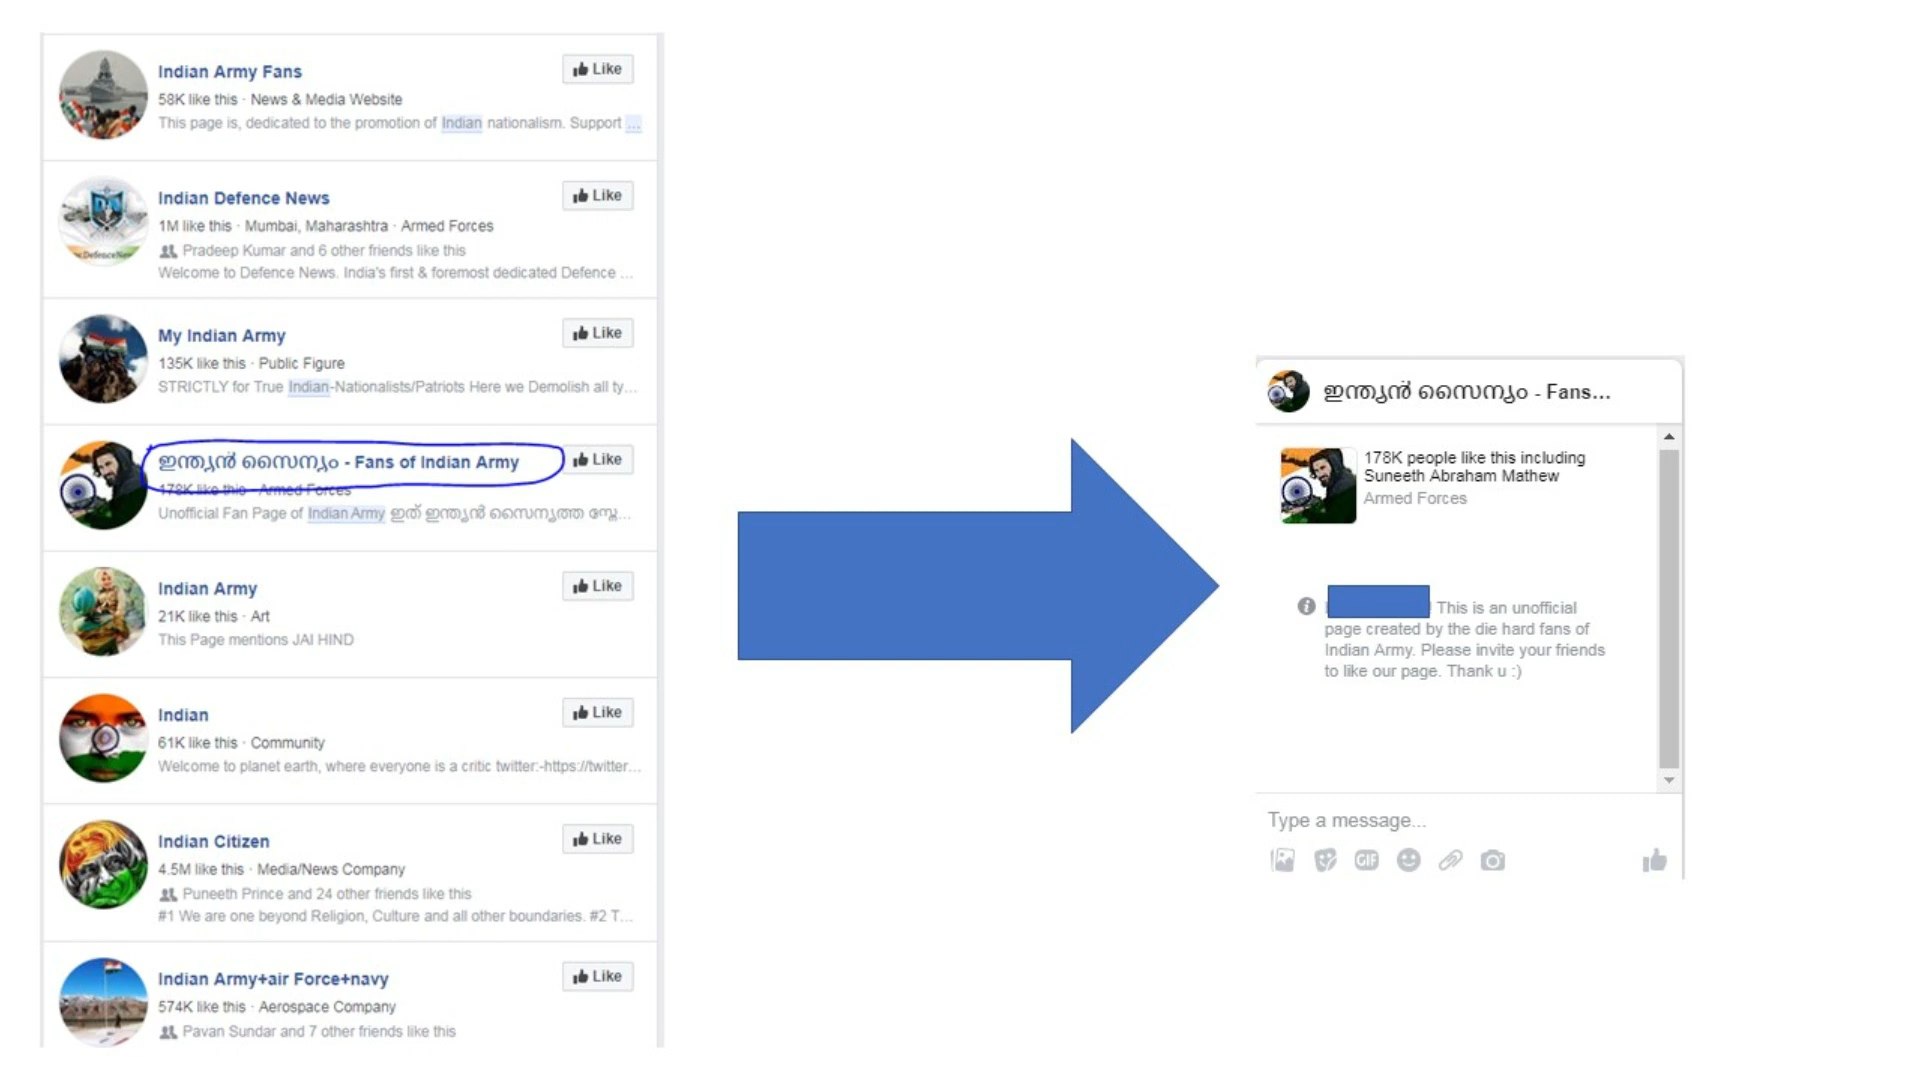 Indian Army Fans
Like
58K like this · News & Media Website
This page is, dedicated to the promotion of Indian nationalism. Support ...
Indian Defence News
Like
1M like this · Mumbai, Maharashtra · Armed Forces
Pradeep Kumar and 6 other friends like this
Welcome to Defence News. India's first & foremost dedicated Defence ...
My Indian Army
Like
135K like this · Public Figure
STRICTLY for True Indian-Nationalists/Patriots Here we Demolish all ty...
ഇന്ത്യൻ സൈന്യം - Fans of Indian Army
Like
178K like this · Armed Forces
Unofficial Fan Page of Indian Army ഇത് ഇന്ത്യൻ സൈന്യത്തെ സ്നേ...
Indian Army
Like
21K like this · Art
This Page mentions JAI HIND
Indian
Like
61K like this · Community
Welcome to planet earth, where everyone is a critic twitter:-https://twitter...
Indian Citizen
Like
4.5M like this · Media/News Company
Puneeth Prince and 24 other friends like this
#1 We are one beyond Religion, Culture and all other boundaries. #2 T...
Indian Army+air Force+navy
Like
574K like this · Aerospace Company
Pavan Sundar and 7 other friends like this
ഇന്ത്യൻ സൈന്യം - Fans...
178K people like this including
Suneeth Abraham Mathew
Armed Forces
This is an unofficial
page created by the die hard fans of
Indian Army. Please invite your friends
to like our page. Thank u :)
Type a message...
GIF